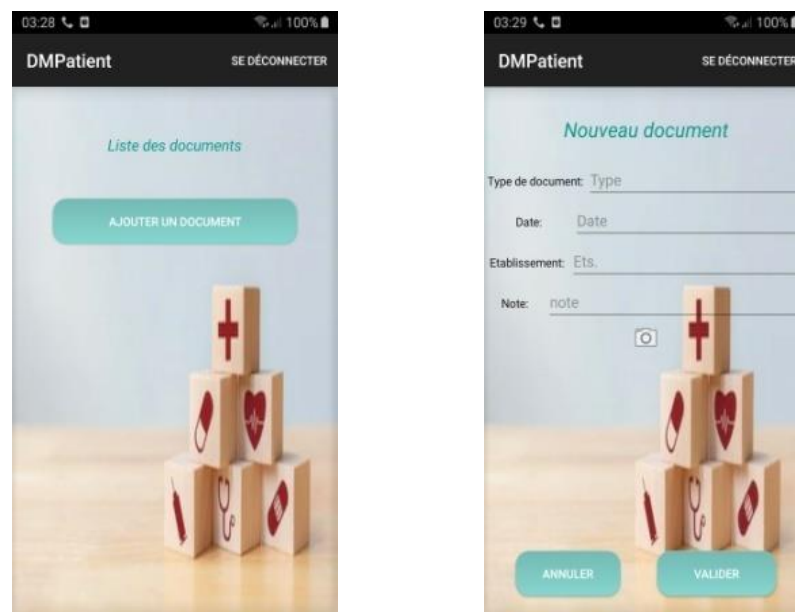 03:28 100%
DMPatient SE DÉCONNECTER
Liste des documents
AJOUTER UN DOCUMENT
03:29 100%
DMPatient SE DÉCONNECTER
Nouveau document
Type de document: Type
Date: Date
Etablissement: Ets.
Note: note
ANNULER VALIDER